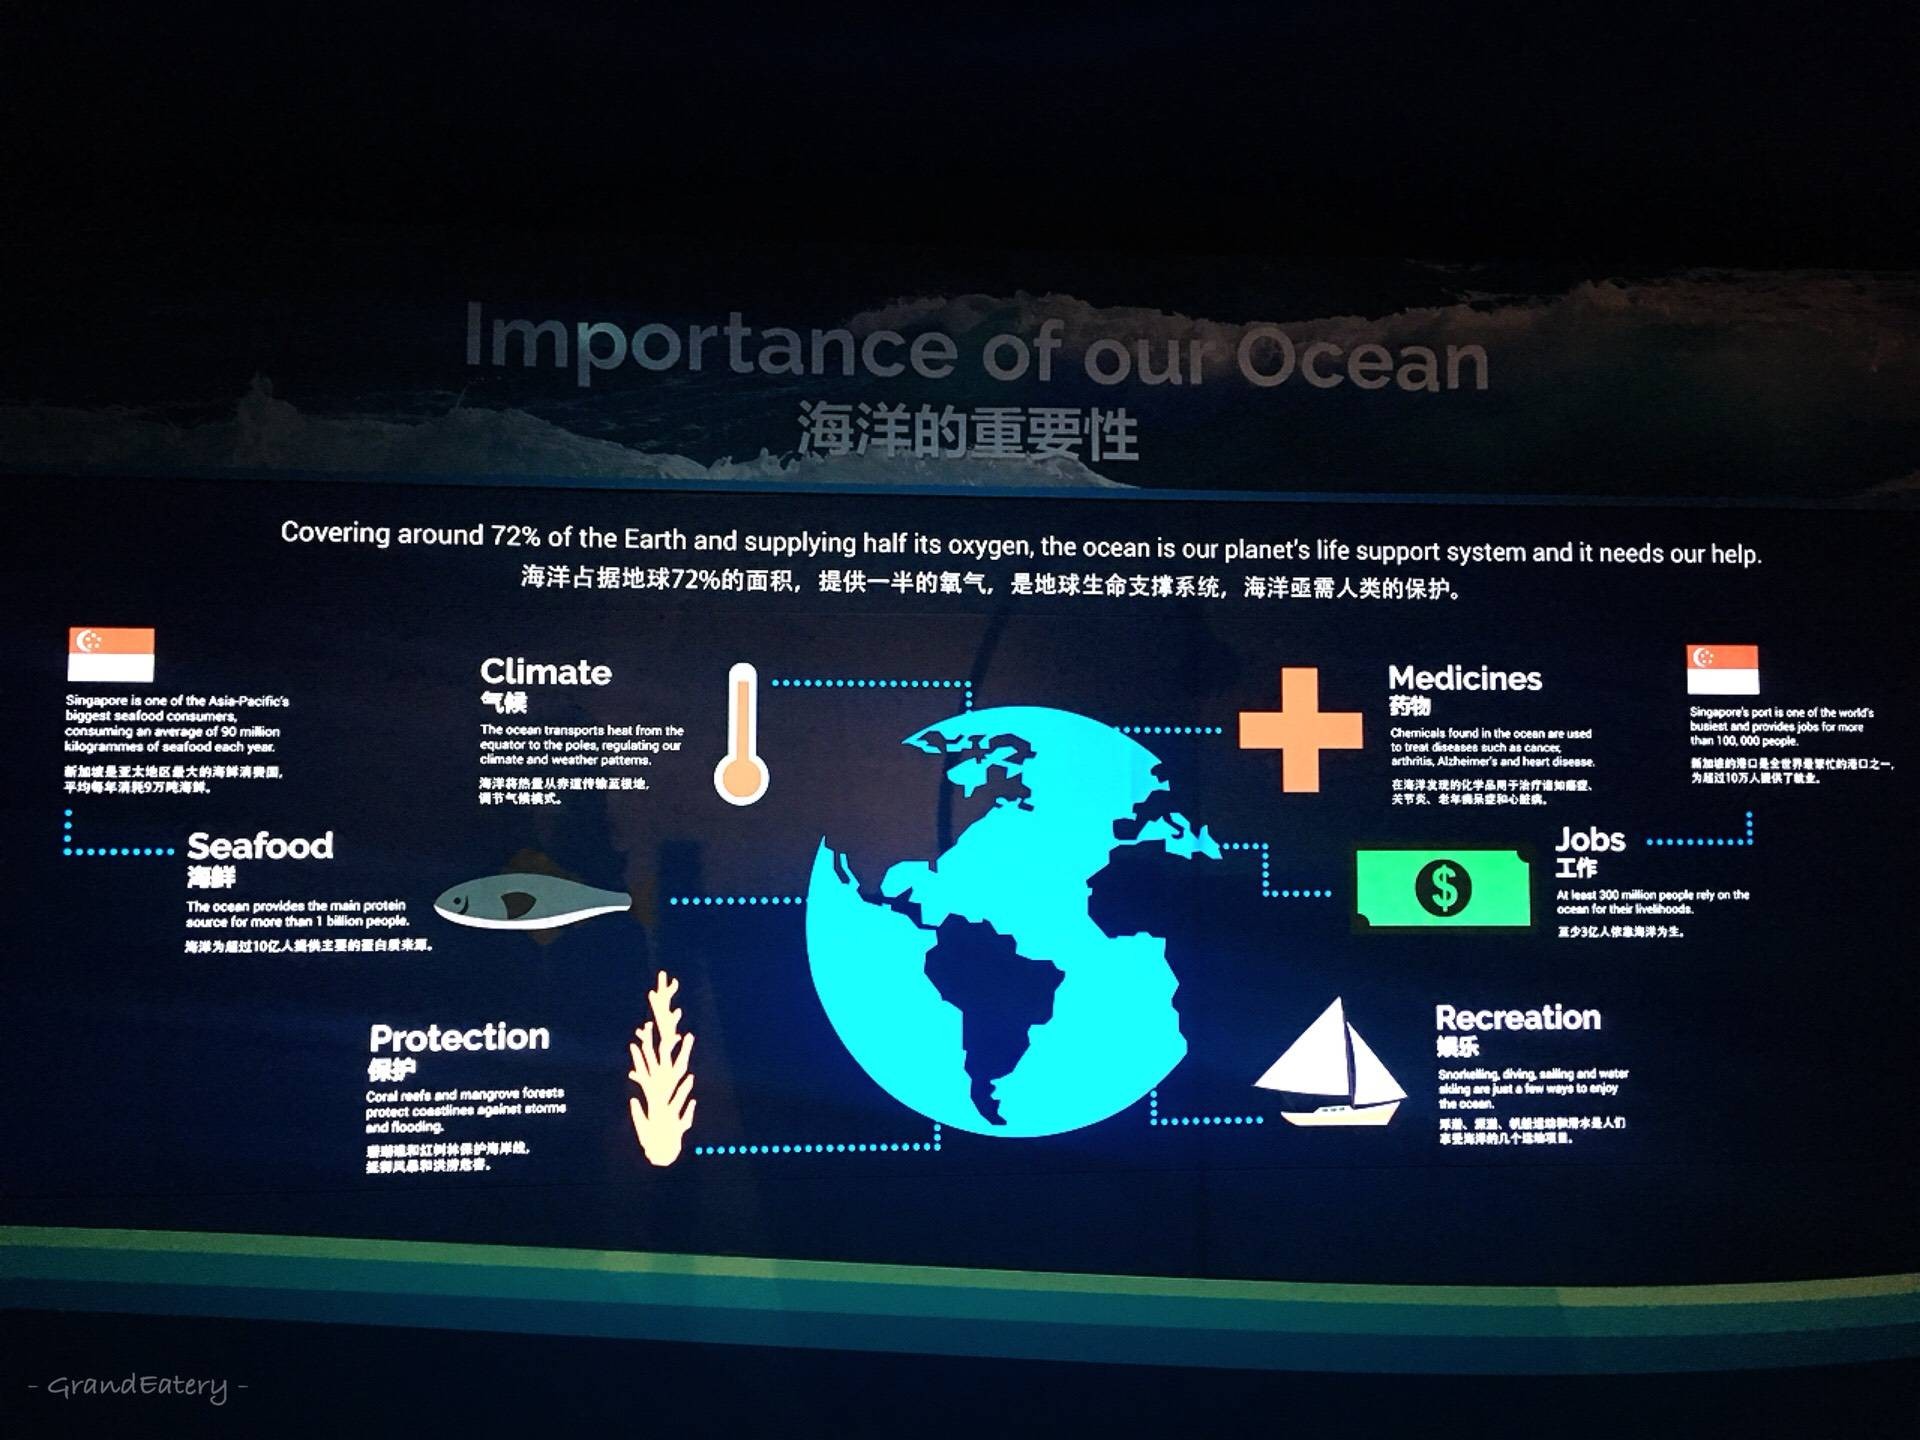 Importance of our Ocean
海洋的重要性
Covering around 72% of the Earth and supplying half its oxygen, the ocean is our planet's life support system and it needs our help.
海洋占据地球72%的面积，提供一半的氧气，是地球生命支撑系统，海洋亟需人类的保护。
Singapore is one of the Asia-Pacific's
biggest seafood consumers,
consuming an average of 90 million
kilogrammes of seafood each year.
新加坡是亚太地区最大的海鲜消费国，
平均每年消耗9万吨海鲜。
Seafood
海鲜
The ocean provides the main protein
source for more than 1 billion people.
海洋为超过10亿人提供主要的蛋白质来源。
Climate
气候
The ocean transports heat from the
equator to the poles, regulating our
climate and weather patterns.
海洋将热量从赤道传输至极地，
调节气候模式。
Protection
保护
Coral reefs and mangrove forests
protect coastlines against storms
and flooding.
珊瑚礁和红树林保护海岸线，
抵御风暴和洪涝危害。
Medicines
药物
Chemicals found in the ocean are used
to treat diseases such as cancer,
arthritis, Alzheimer's and heart disease.
在海洋发现的化学品用于治疗诸如癌症、
关节炎、老年痴呆症和心脏病。
Singapore's port is one of the world's
busiest and provides jobs for more
than 100, 000 people.
新加坡的港口是全世界最繁忙的港口之一，
为超过10万人提供了就业。
Jobs
工作
At least 300 million people rely on the
ocean for their livelihoods.
至少3亿人依靠海洋为生。
Recreation
娱乐
Snorkelling, diving, sailing and water
skiing are just a few ways to enjoy
the ocean.
浮潜、深潜、帆船运动和滑水是人们
享受海洋的几个运动项目。
- GrandEatery -